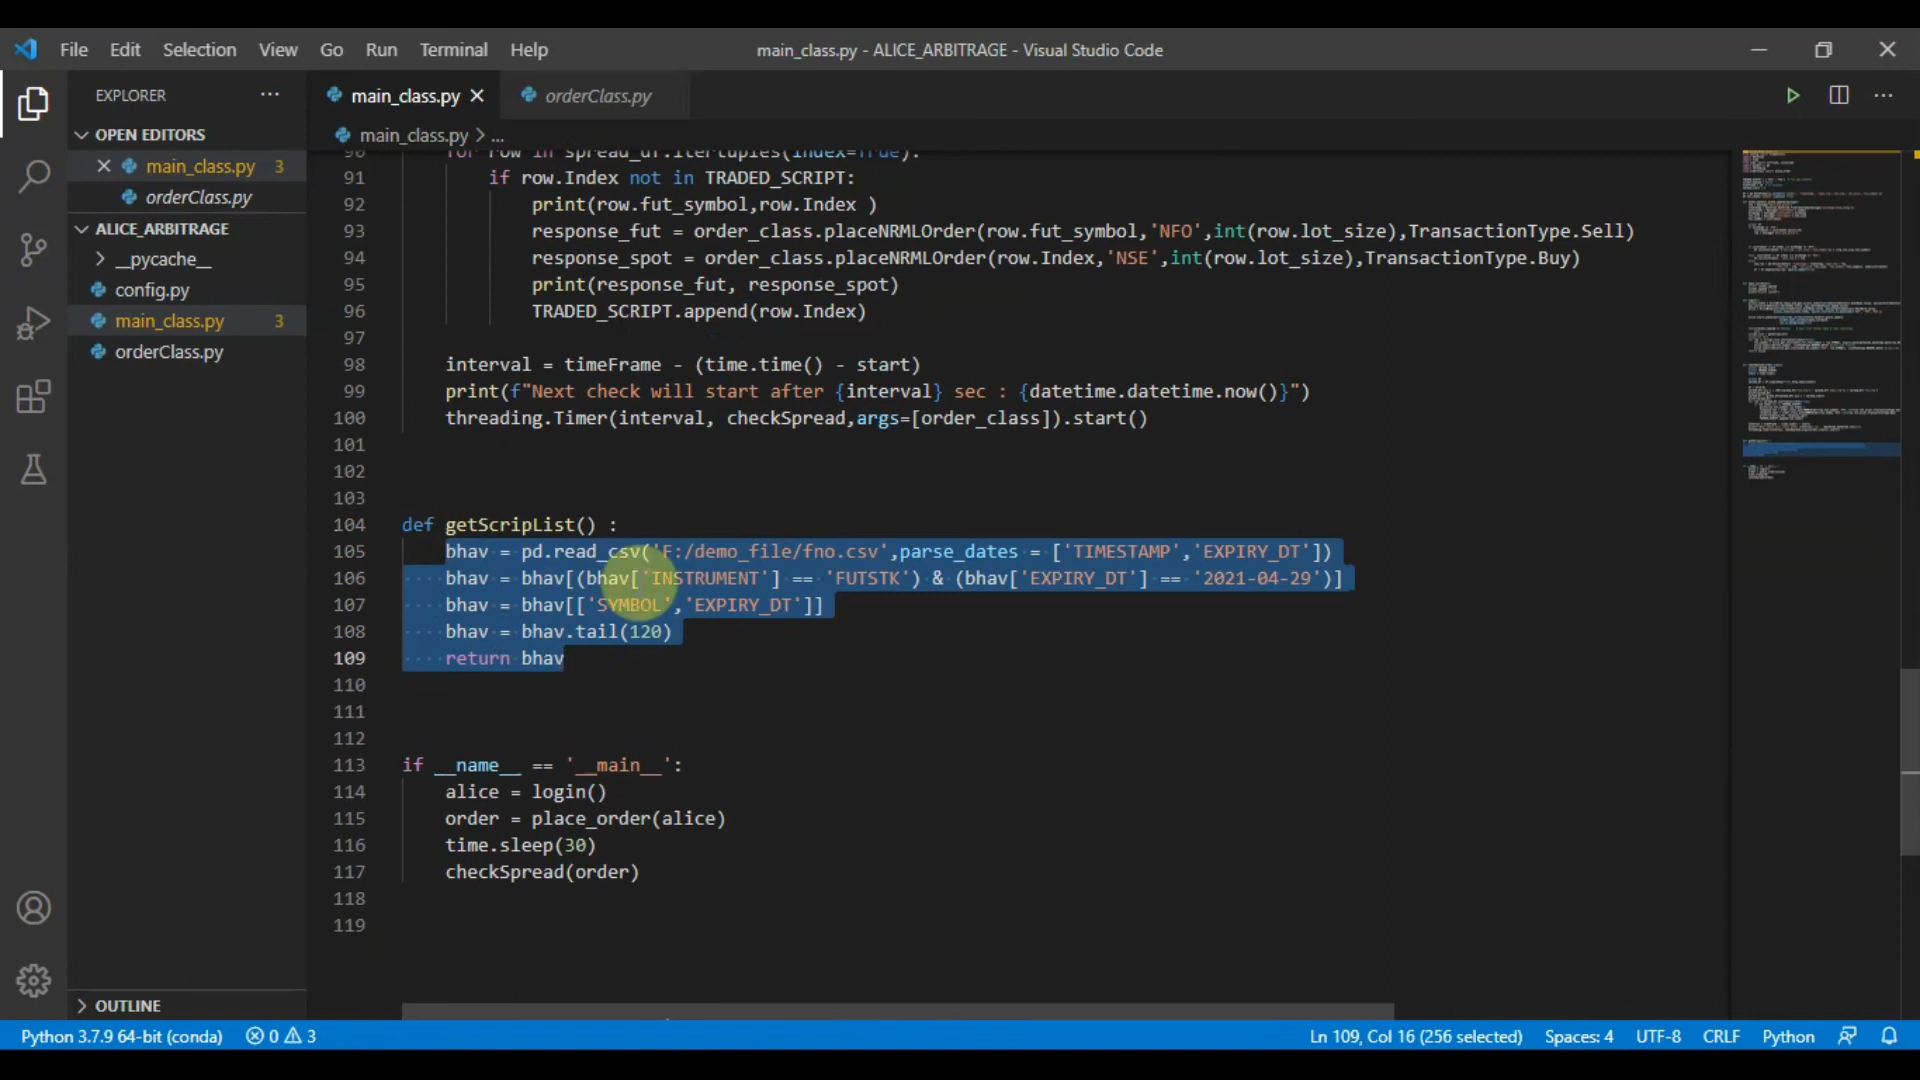 File Edit Selection View Go Run Terminal Help
main_class.py - ALICE_ARBITRAGE - Visual Studio Code
EXPLORER
main_class.py
orderClass.py
OPEN EDITORS
main_class.py > ...
main_class.py 3
orderClass.py
ALICE_ARBITRAGE
__pycache__
config.py
main_class.py 3
orderClass.py
90 for row in spread_df.itertuples(index=True):
91 if row.Index not in TRADED_SCRIPT:
92 print(row.fut_symbol,row.Index )
93 response_fut = order_class.placeNRMLOrder(row.fut_symbol,'NFO',int(row.lot_size),TransactionType.Sell)
94 response_spot = order_class.placeNRMLOrder(row.Index,'NSE',int(row.lot_size),TransactionType.Buy)
95 print(response_fut, response_spot)
96 TRADED_SCRIPT.append(row.Index)
97
98 interval = timeFrame - (time.time() - start)
99 print(f"Next check will start after {interval} sec : {datetime.datetime.now()}")
100 threading.Timer(interval, checkSpread,args=[order_class]).start()
101
102
103
104 def getScripList() :
105 bhav = pd.read_csv('F:/demo_file/fno.csv',parse_dates = ['TIMESTAMP','EXPIRY_DT'])
106 bhav = bhav[(bhav['INSTRUMENT'] == 'FUTSTK') & (bhav['EXPIRY_DT'] == '2021-04-29')]
107 bhav = bhav[['SYMBOL','EXPIRY_DT']]
108 bhav = bhav.tail(120)
109 return bhav
110
111
112
113 if __name__ == '__main__':
114 alice = login()
115 order = place_order(alice)
116 time.sleep(30)
117 checkSpread(order)
118
119
OUTLINE
Python 3.7.9 64-bit (conda) 0 3
Ln 109, Col 16 (256 selected) Spaces: 4 UTF-8 CRLF Python